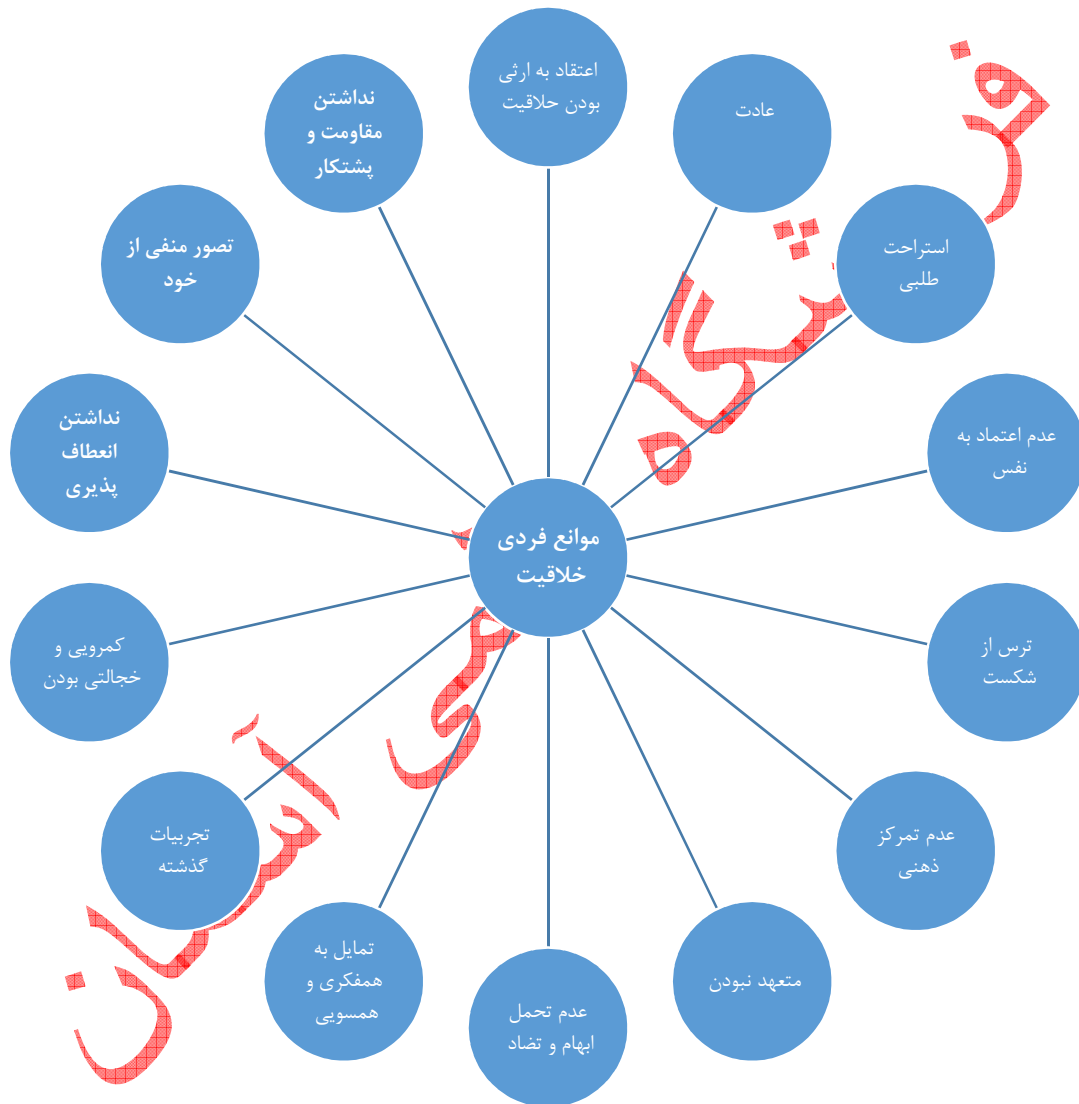 موانع فردی
خلاقیت
اعتقاد به ارثی
بودن حلاقیت
عادت
استراحت
طلبی
عدم اعتماد به
نفس
ترس از
شکست
عدم تمرکز
ذهنی
متعهد نبودن
عدم تحمل
ابهام و تضاد
تمایل به
همفکری و
همسویی
تجربیات
گذشته
کمرویی و
خجالتی بودن
نداشتن
انعطاف
پذیری
تصور منفی از
خود
نداشتن
مقاومت و
پشتکار